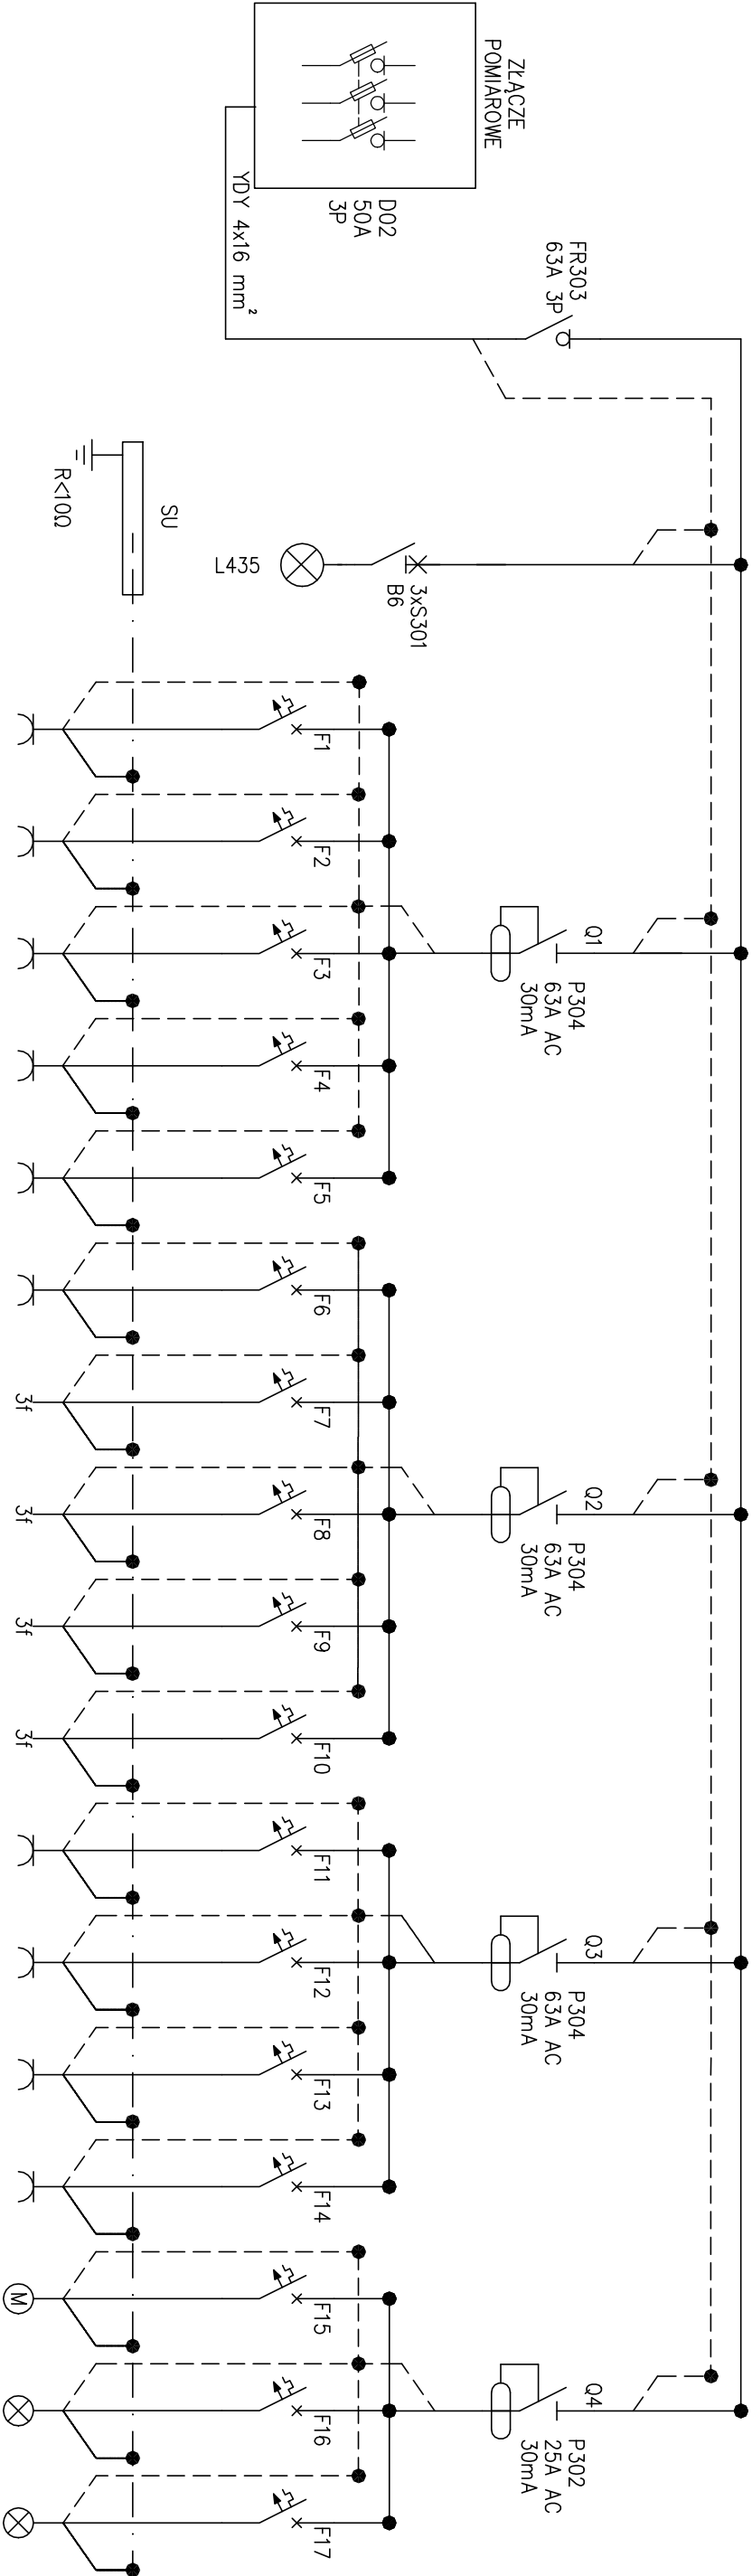 ZŁĄCZE
POMIAROWE
D02
50A
3P
YDY 4x16 mm²
FR303
63A 3P
SU
R<10Ω
L435
3xS301
B6
Q1
P304
63A AC
30mA
Q2
P304
63A AC
30mA
Q3
P304
63A AC
30mA
Q4
P302
25A AC
30mA
F1
F2
F3
F4
F5
F6
F7
F8
F9
F10
F11
F12
F13
F14
F15
F16
F17
3f
3f
3f
3f
M